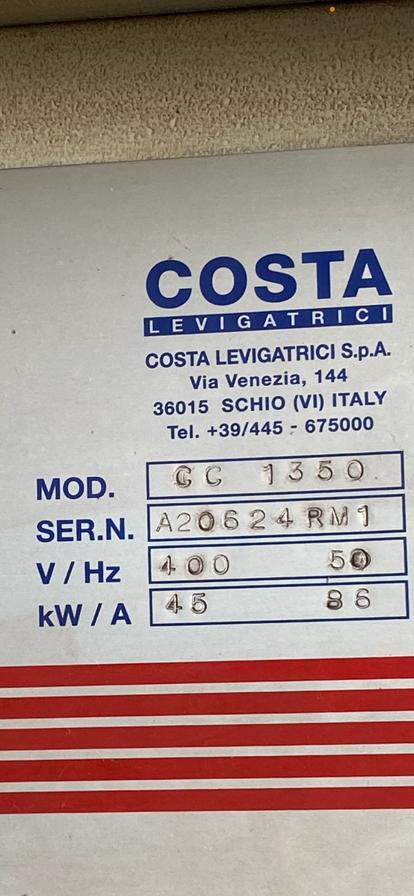 COSTA
LEVIGATRICI
COSTA LEVIGATRICI S.p.A.
Via Venezia, 144
36015 SCHIO (VI) ITALY
Tel. +39/445 - 675000
MOD. CC 1350
SER.N. A20624RM1
V / Hz 400 50
kW / A 45 86